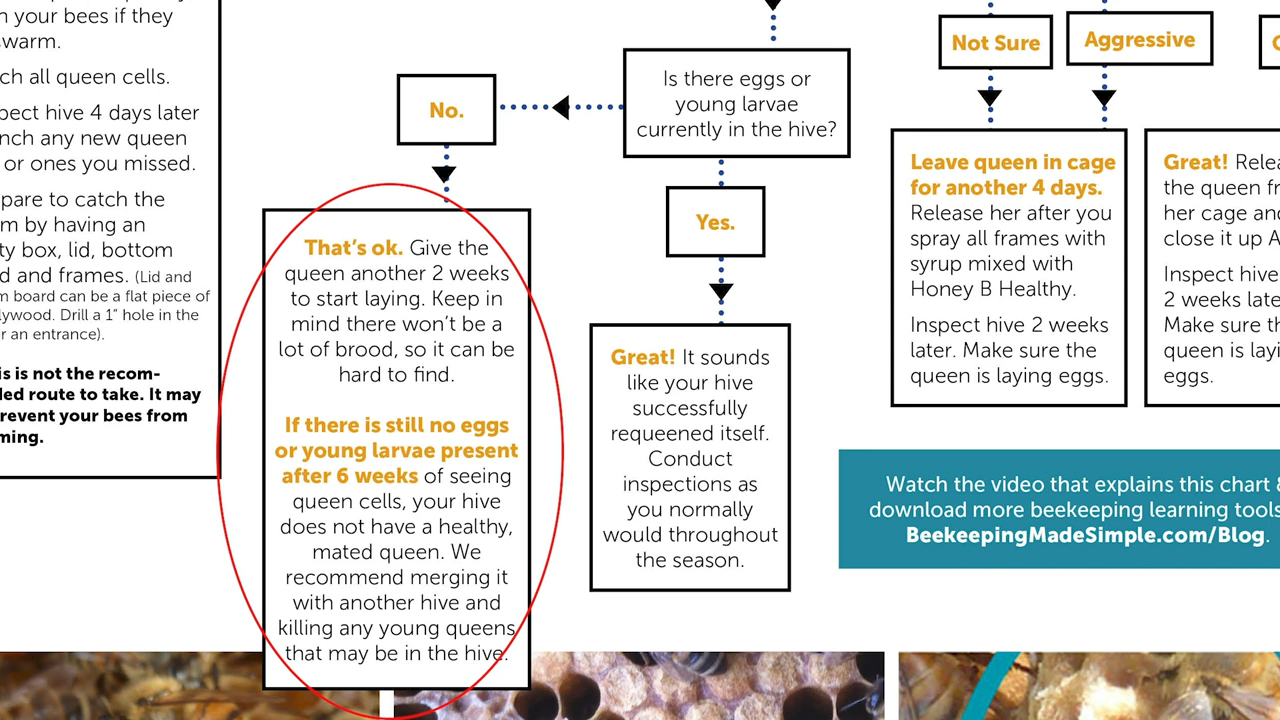 n your bees if they
swarm.
ch all queen cells.
pect hive 4 days later
nch any new queen
or ones you missed.
pare to catch the
m by having an
ty box, lid, bottom
d and frames. (Lid and
m board can be a flat piece of
lywood. Drill a 1" hole in the
r an entrance).
is is not the recom-
ded route to take. It may
revent your bees from
ming.
No.
That's ok. Give the
queen another 2 weeks
to start laying. Keep in
mind there won't be a
lot of brood, so it can be
hard to find.
If there is still no eggs
or young larvae present
after 6 weeks of seeing
queen cells, your hive
does not have a healthy,
mated queen. We
recommend merging it
with another hive and
killing any young queens
that may be in the hive.
Is there eggs or
young larvae
currently in the hive?
Yes.
Great! It sounds
like your hive
successfully
requeened itself.
Conduct
inspections as
you normally
would throughout
the season.
Not Sure
Aggressive
Leave queen in cage
for another 4 days.
Release her after you
spray all frames with
syrup mixed with
Honey B Healthy.
Inspect hive 2 weeks
later. Make sure the
queen is laying eggs.
Great! Relea
the queen fr
her cage and
close it up A
Inspect hive
2 weeks late
Make sure th
queen is layi
eggs.
Watch the video that explains this chart &
download more beekeeping learning tools
BeekeepingMadeSimple.com/Blog.